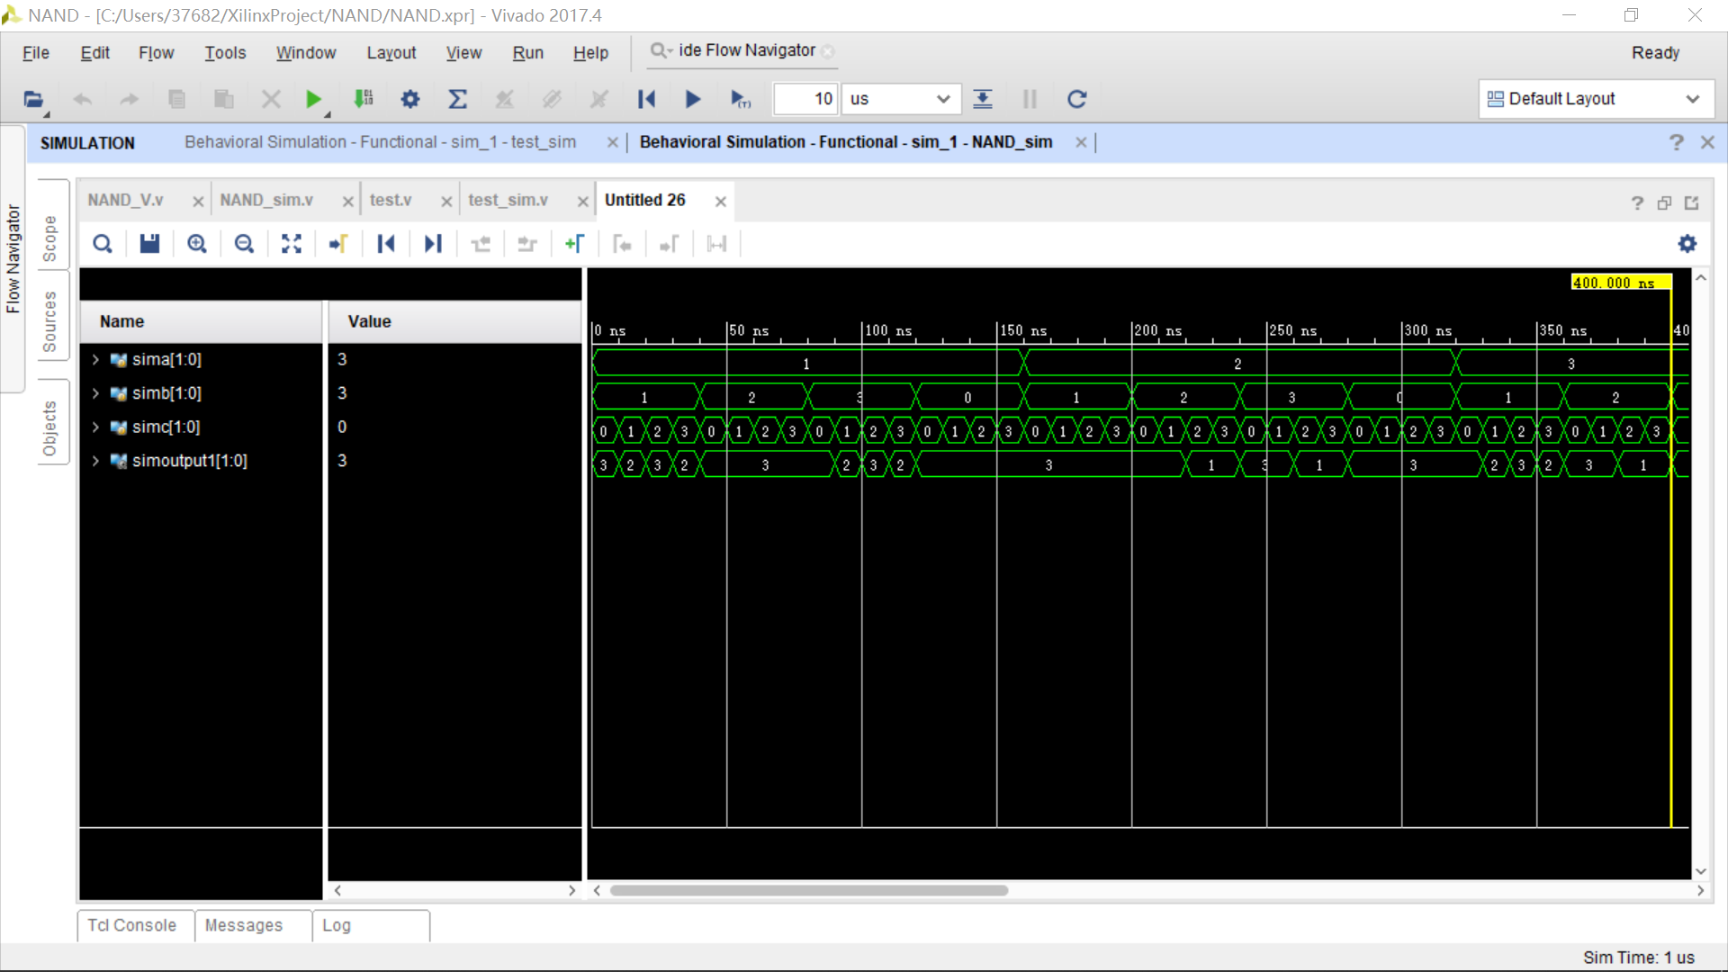 NAND - [C:/Users/37682/XilinxProject/NAND/NAND.xpr] - Vivado 2017.4
File Edit Flow Tools Window Layout View Run Help ide Flow Navigator Ready
10 us Default Layout
SIMULATION Behavioral Simulation - Functional - sim_1 - test_sim Behavioral Simulation - Functional - sim_1 - NAND_sim
Flow Navigator
Scope
Sources
Objects
NAND_V.v NAND_sim.v test.v test_sim.v Untitled 26
400.000 ns
Name Value
0 ns 50 ns 100 ns 150 ns 200 ns 250 ns 300 ns 350 ns 40
sima[1:0] 3 1 2 3
simb[1:0] 3 1 2 3 0 1 2 3 0 1 2
simc[1:0] 0 0 1 2 3 0 1 2 3 0 1 2 3 0 1 2 3 0 1 2 3 0 1 2 3 0 1 2 3 0 1 2 3 0 1 2 3 0 1 2 3
simoutput1[1:0] 3 3 2 3 2 3 2 3 2 3 1 3 1 3 2 3 2 3 1
Tcl Console Messages Log
Sim Time: 1 us